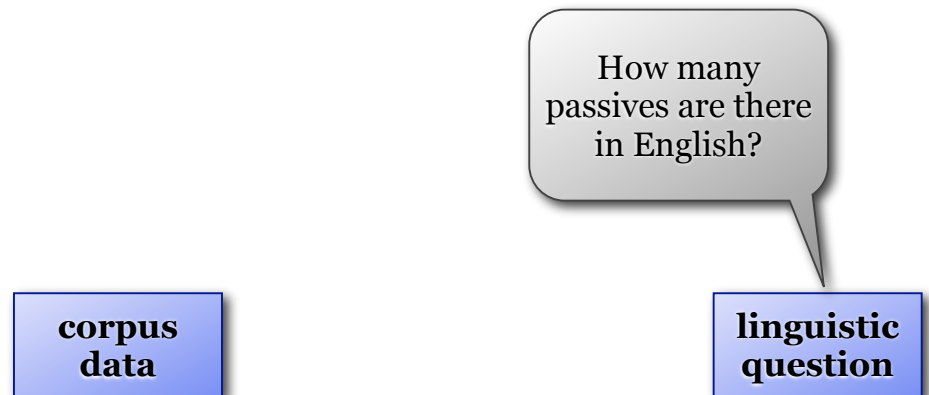 How many
passives are there
in English?
corpus
data
linguistic
question